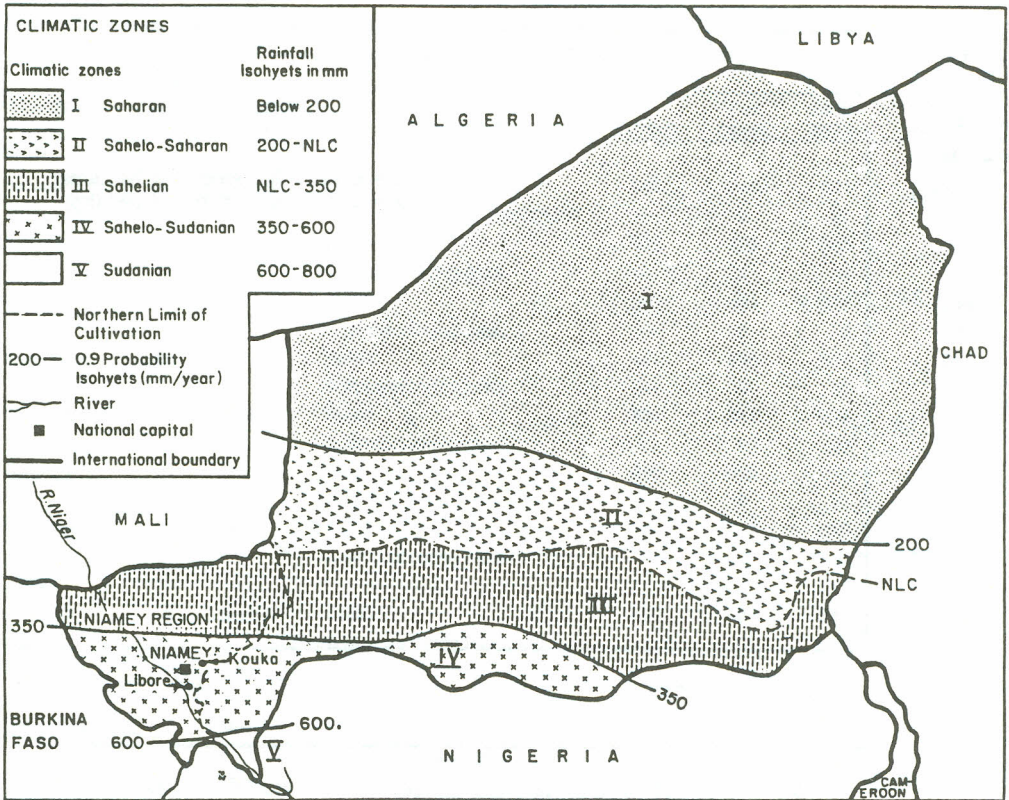 CLIMATIC ZONES
Climatic zones
Rainfall
Isohyets in mm
I Saharan Below 200
II Sahelo-Saharan 200-NLC
III Sahelian NLC-350
IV Sahelo-Sudanian 350-600
V Sudanian 600-800
Northern Limit of
Cultivation
200 0.9 Probability
Isohyets (mm/year)
River
National capital
International boundary
LIBYA
ALGERIA
I
CHAD
R.Niger
MALI
II
200
NLC
III
NIAMEY REGION
350
NIAMEY
Kouka
IV
Libore
350
BURKINA
FASO
600
600.
V
NIGERIA
CAM
EROON